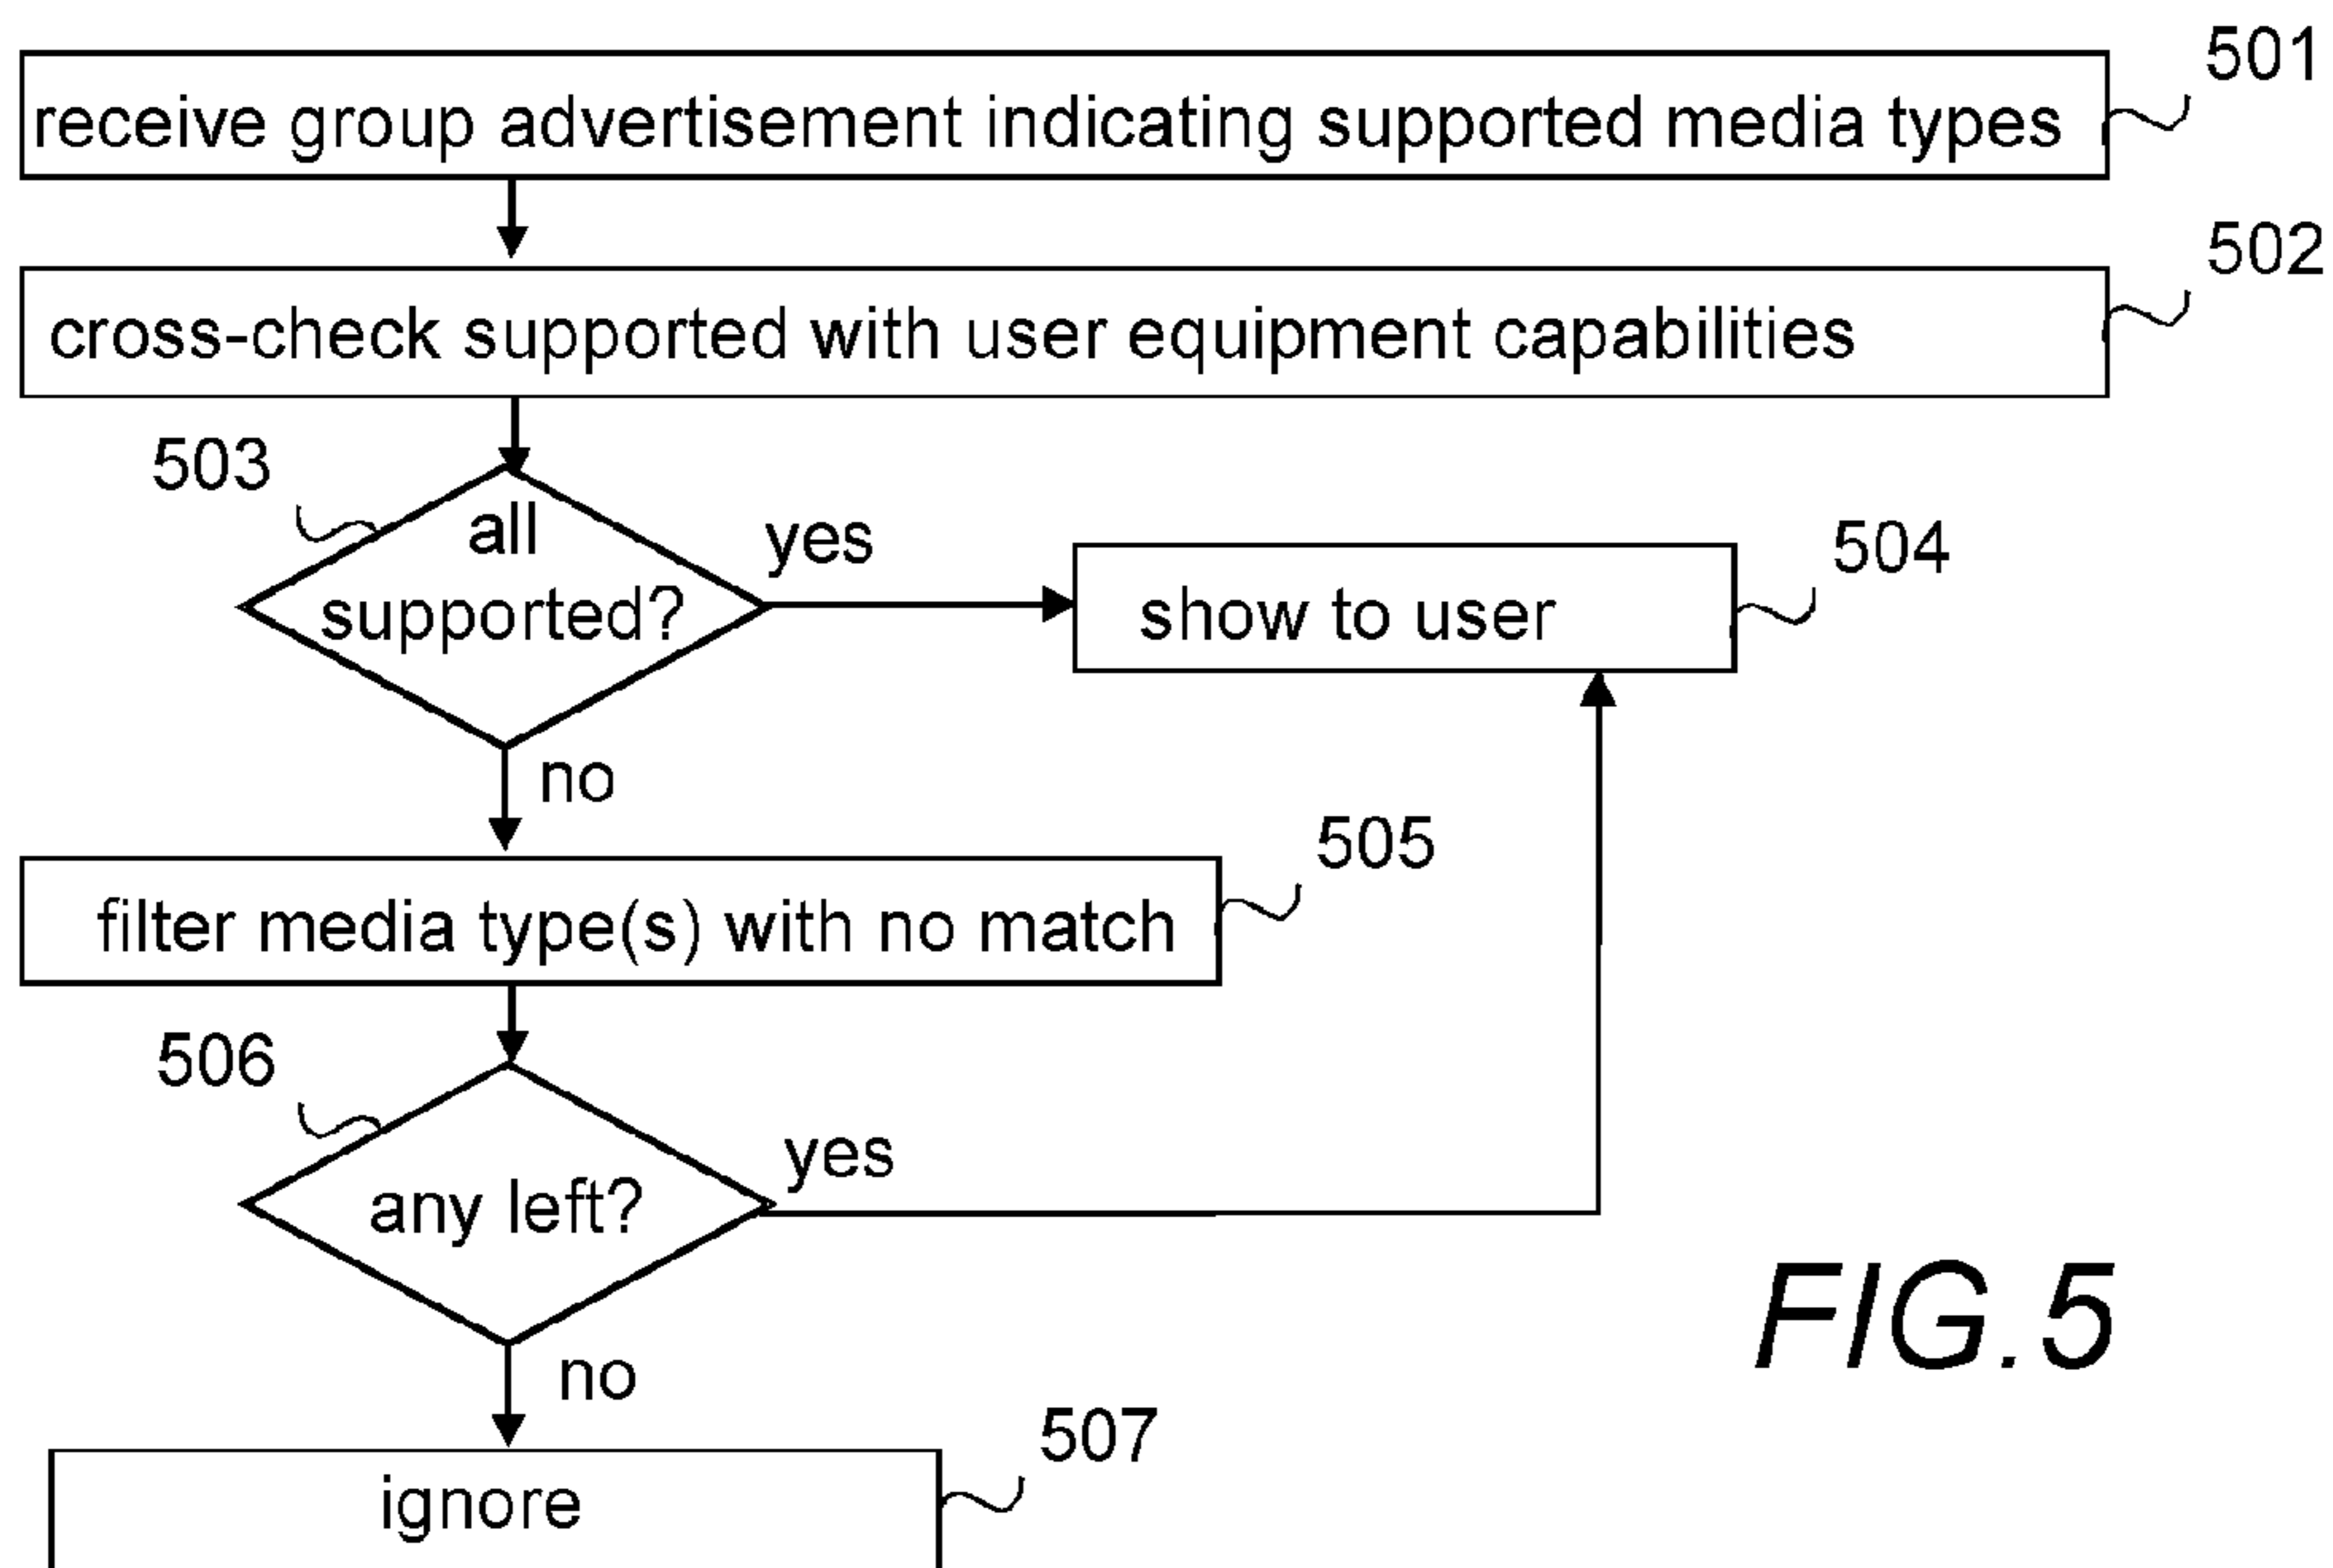 501
receive group advertisement indicating supported media types
502
cross-check supported with user equipment capabilities
503
all
supported?
yes
504
show to user
no
505
filter media type(s) with no match
506
any left?
yes
no
FIG.5
507
ignore